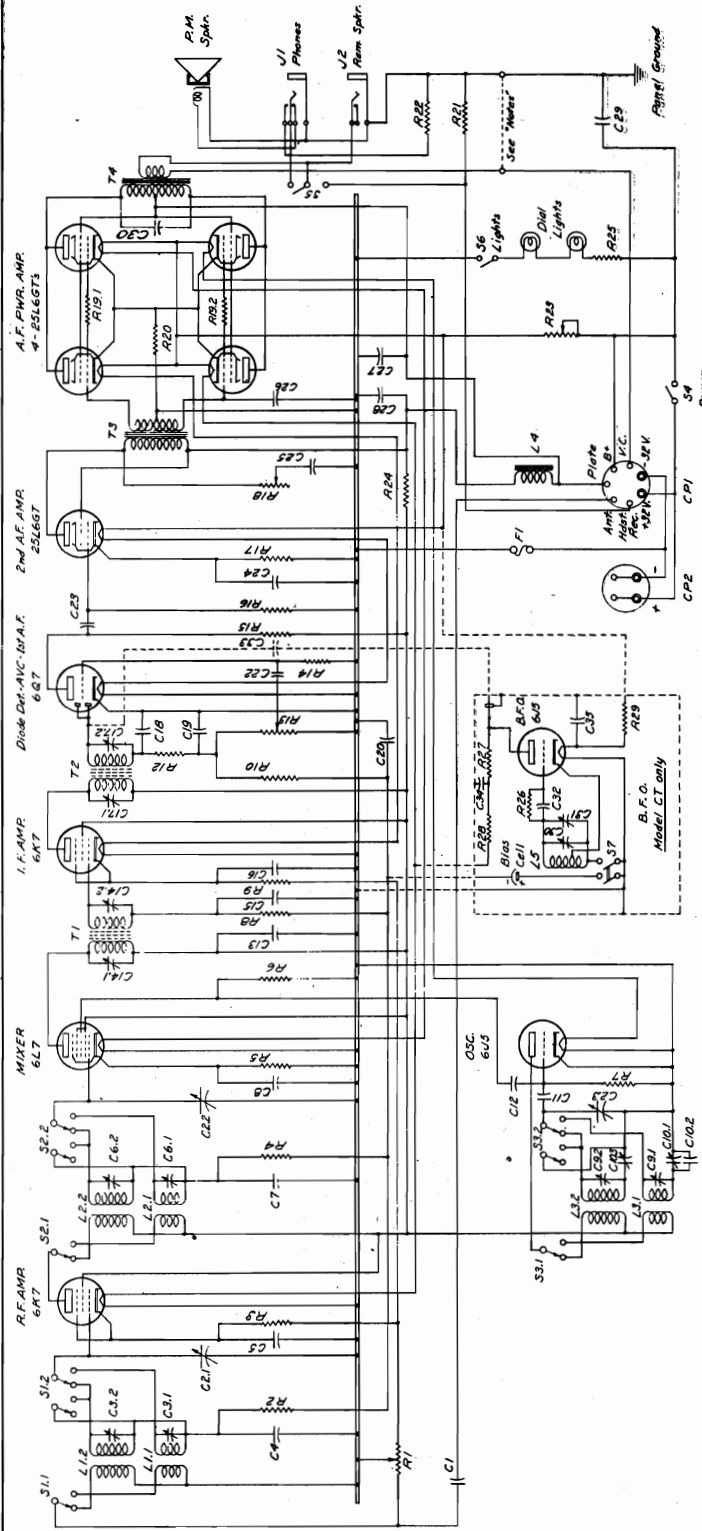 R.F. AMP.
6K7
MIXER
6L7
I.F. AMP.
6K7
Diode Det.-AVC-1st A.F.
6Q7
2nd A.F. AMP.
25L6GT
A.F. PWR. AMP.
4-25L6GT's
P.M.
Spkr.
J1
Phones
J2
Rem. Spkr.
S1.1
S1.2
L1.2
L1.1
C3.2
C3.1
C4
R2
C2.1
C5
R3
R1
C1
S2.1
S2.2
L2.2
L2.1
C6.2
C6.1
C7
R4
C2.2
C8
R5
R6
T1
C14.1
C14.2
C13
R8
C15
R9
C16
T2
C17.1
C17.2
C18
R12
C19
R10
R13
C20
C22
R14
C33
R15
R16
C23
C24
R17
R18
C25
T3
C26
R19.1
R20
R19.2
C30
T4
S5
C27
C28
R24
R22
R21
See "Notes"
Panel Ground
C29
S6
Lights
Dial
Lights
R25
R23
L4
F1
Plate
B+
V.C.
-32V.
+32V.
Ant.
Hdst.
Rec.
CP1
CP2
+
-
S4
OSC.
6J5
C12
C11
R7
C2.3
S3.1
S3.2
L3.2
L3.1
C9.2
C9.1
C10.1
C10.2
B.F.O.
6J5
R28
C34
R27
R26
C32
C31
L5
Bias
Cell
-
+
S7
C35
R29
B.F.O.
Model CT only